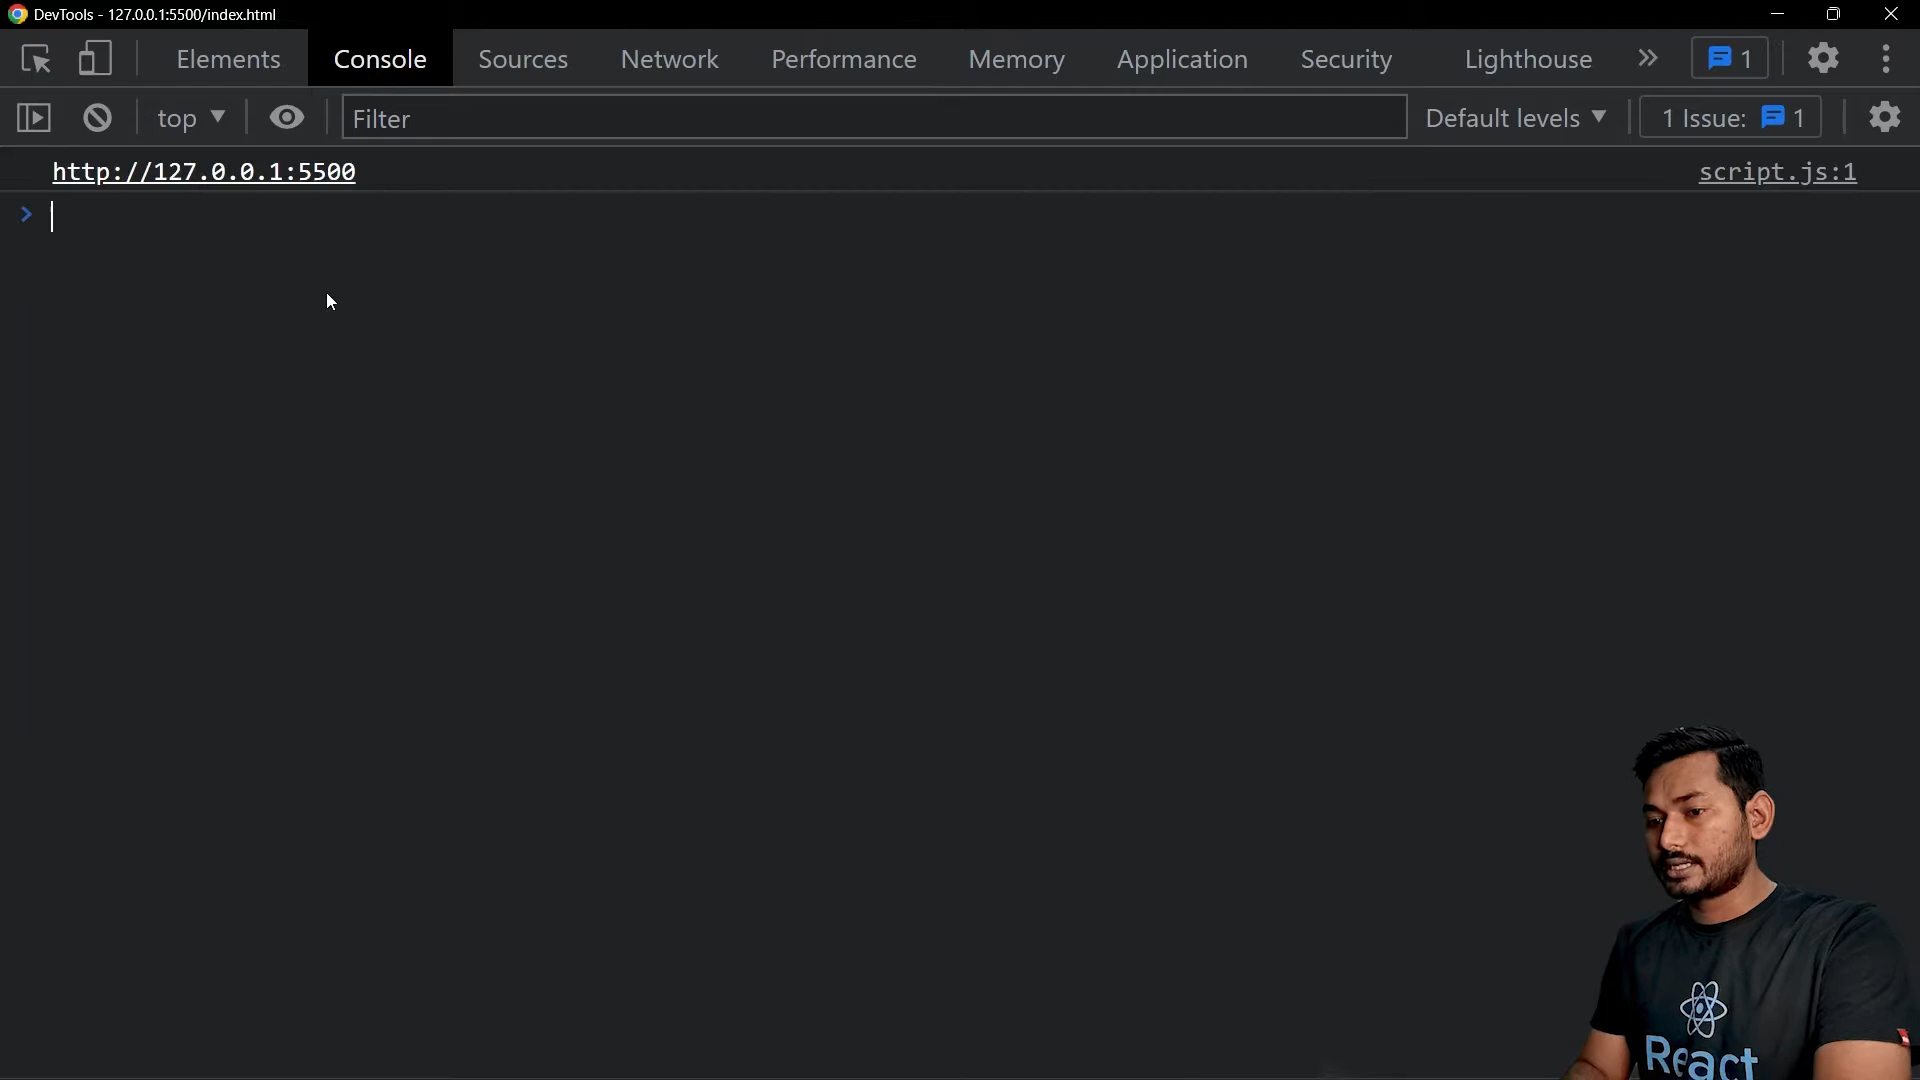 DevTools - 127.0.0.1:5500/index.html
Elements Console Sources Network Performance Memory Application Security Lighthouse 1
top Filter Default levels 1 Issue: 1
http://127.0.0.1:5500 script.js:1
React